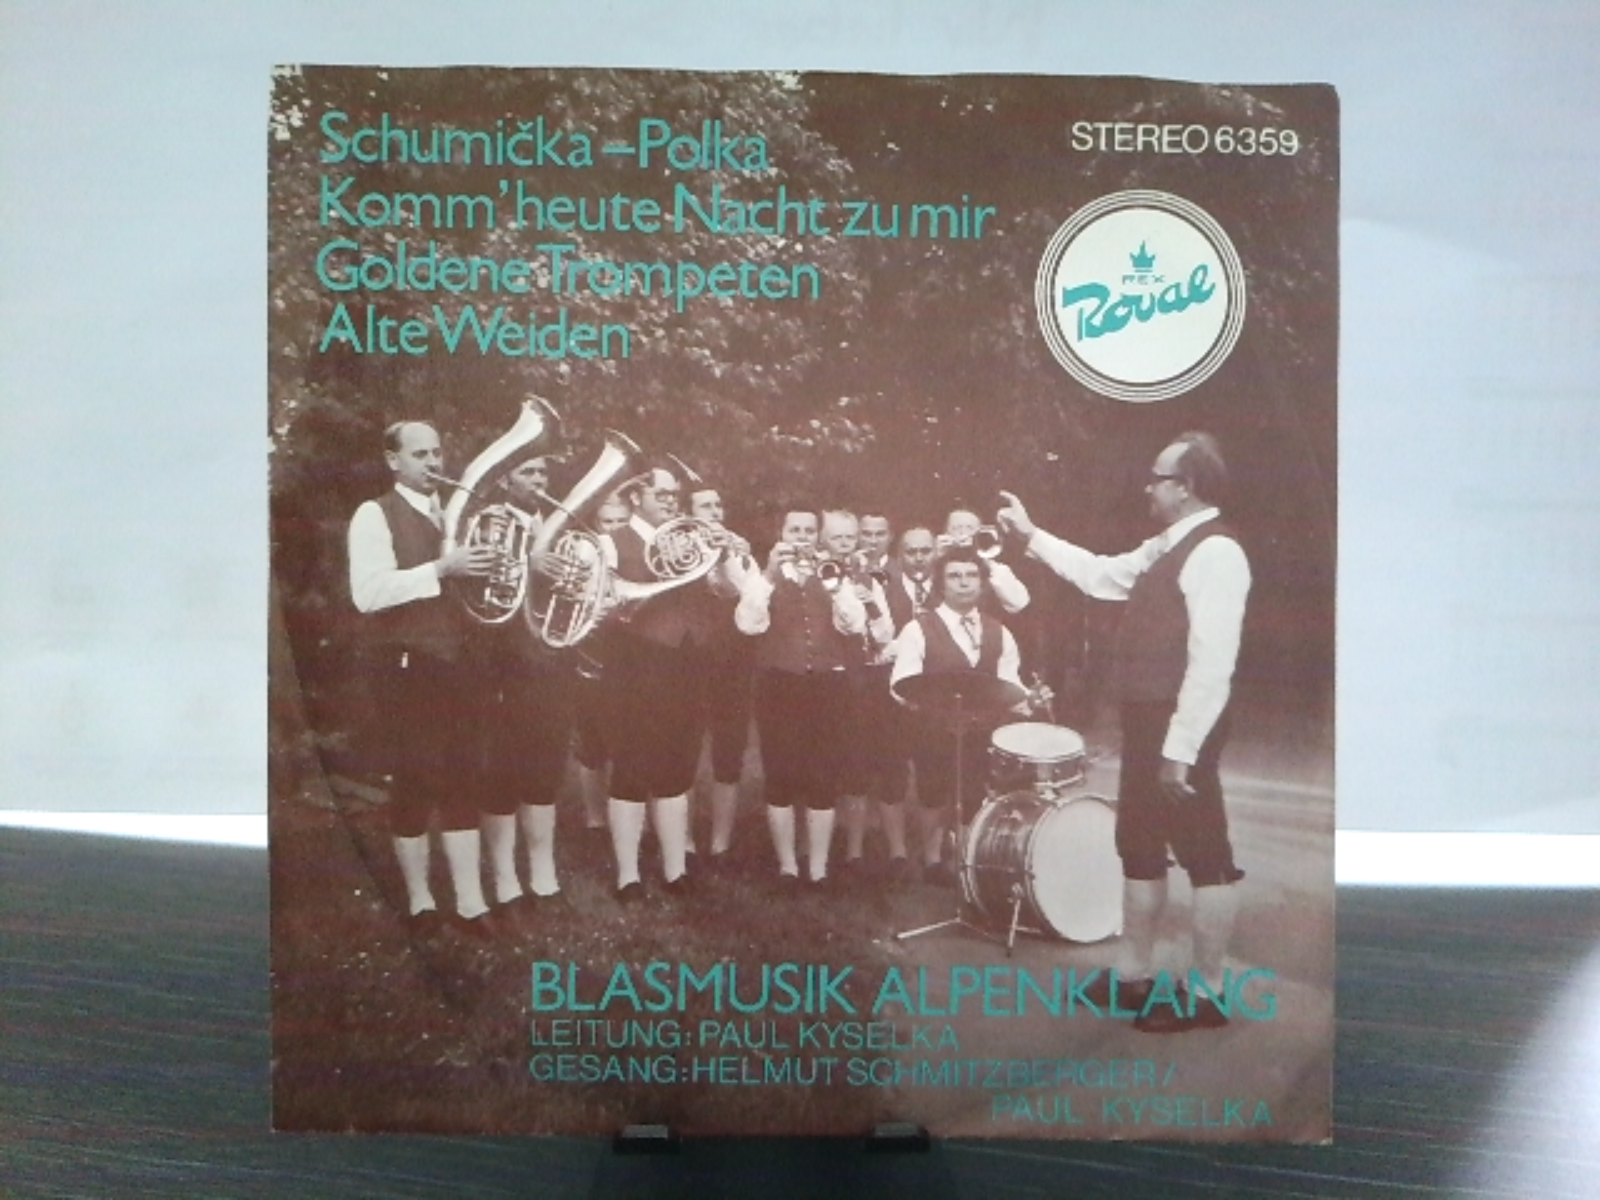 Schumička–Polka
Komm' heute Nacht zu mir
Goldene Trompeten
Alte Weiden
STEREO 6359
REX
Royal
BLASMUSIK ALPENKLANG
LEITUNG: PAUL KYSELKA
GESANG: HELMUT SCHMITZBERGER/
PAUL KYSELKA